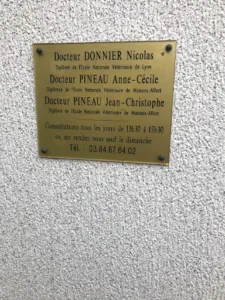 Docteur DONNIER Nicolas
Diplômé de l'Ecole Nationale Vétérinaire de Lyon
Docteur PINEAU Anne-Cécile
Diplômée de l'Ecole Nationale Vétérinaire de Maisons-Alfort
Docteur PINEAU Jean-Christophe
Diplômé de l'Ecole Nationale Vétérinaire de Maisons-Alfort
Consultations tous les jours de 13h30 à 15h30
ou sur rendez-vous sauf le dimanche
Tél. : 03.84.67.64.02